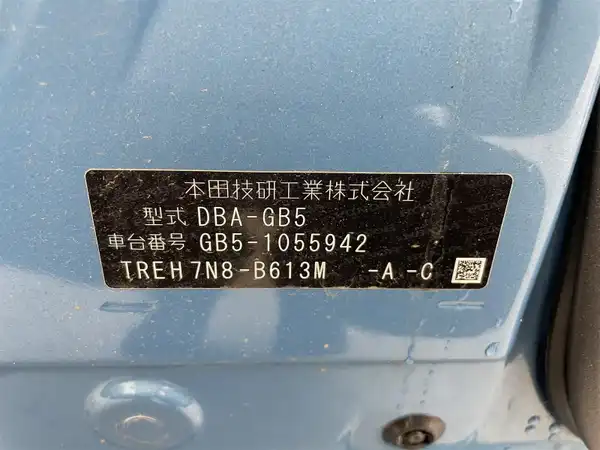 本田技研工業株式会社
型式 DBA-GB5
車台番号 GB5-1055942
TREH7N8-B613M -A -C